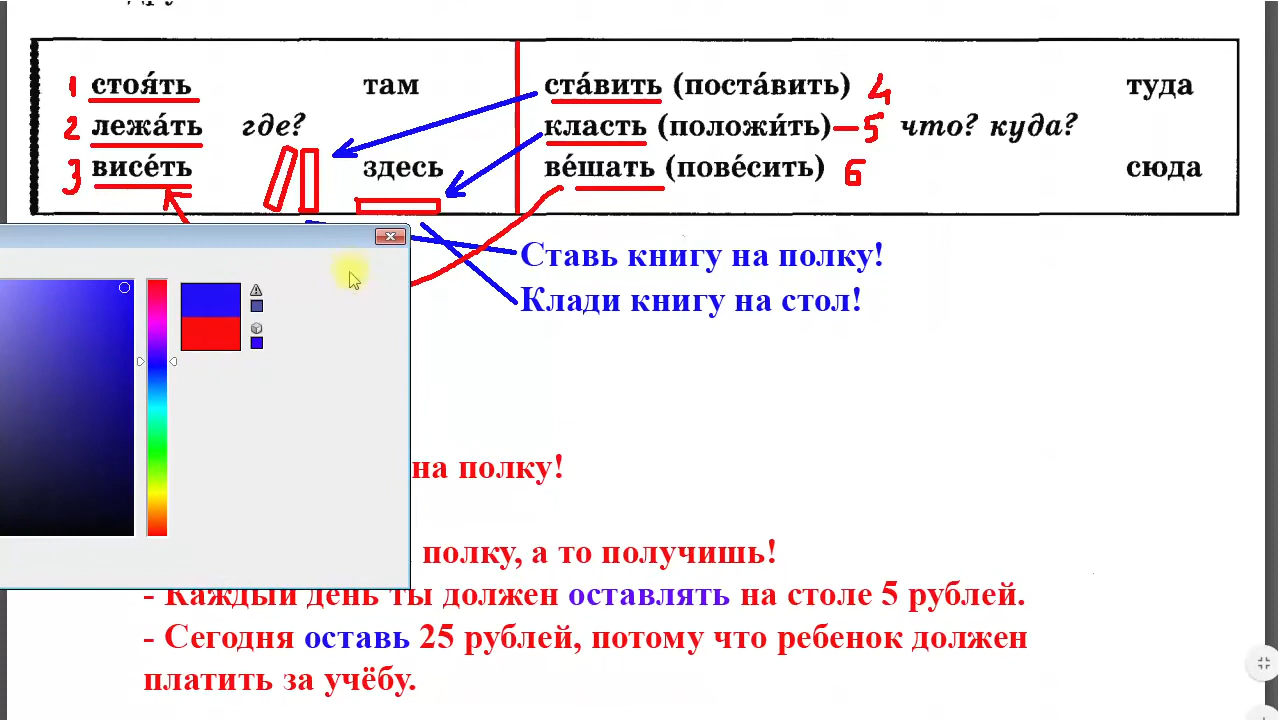 1 стоя́ть там ста́вить (поста́вить) 4 туда
2 лежа́ть где? класть (положи́ть) 5 что? куда?
3 висе́ть здесь ве́шать (пове́сить) 6 сюда
Ставь книгу на полку!
Клади книгу на стол!
на полку!
полку, а то получишь!
- Каждый день ты должен оставлять на столе 5 рублей.
- Сегодня оставь 25 рублей, потому что ребенок должен
платить за учёбу.